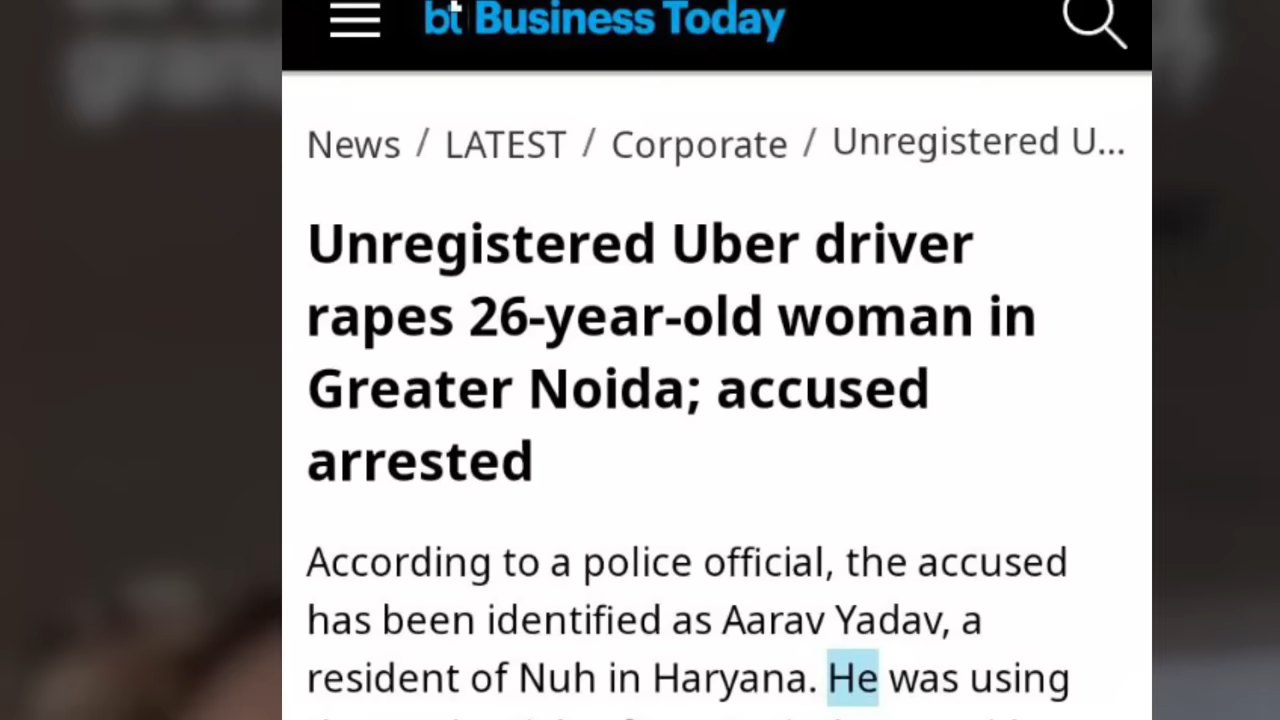 bt Business Today
News / LATEST / Corporate / Unregistered U...
Unregistered Uber driver
rapes 26-year-old woman in
Greater Noida; accused
arrested
According to a police official, the accused
has been identified as Aarav Yadav, a
resident of Nuh in Haryana. He was using